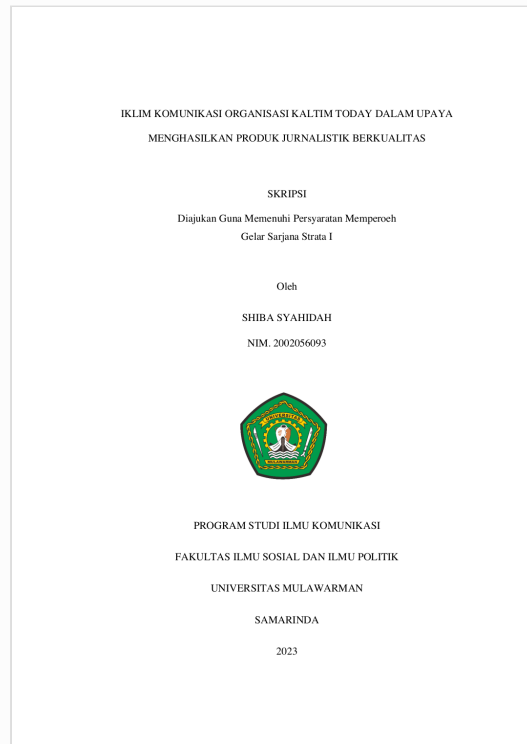 IKLIM KOMUNIKASI ORGANISASI KALTIM TODAY DALAM UPAYA
MENGHASILKAN PRODUK JURNALISTIK BERKUALITAS
SKRIPSI
Diajukan Guna Memenuhi Persyaratan Memperoeh
Gelar Sarjana Strata I
Oleh
SHIBA SYAHIDAH
NIM. 2002056093
UNIVERSITAS
MULAWARMAN
PROGRAM STUDI ILMU KOMUNIKASI
FAKULTAS ILMU SOSIAL DAN ILMU POLITIK
UNIVERSITAS MULAWARMAN
SAMARINDA
2023